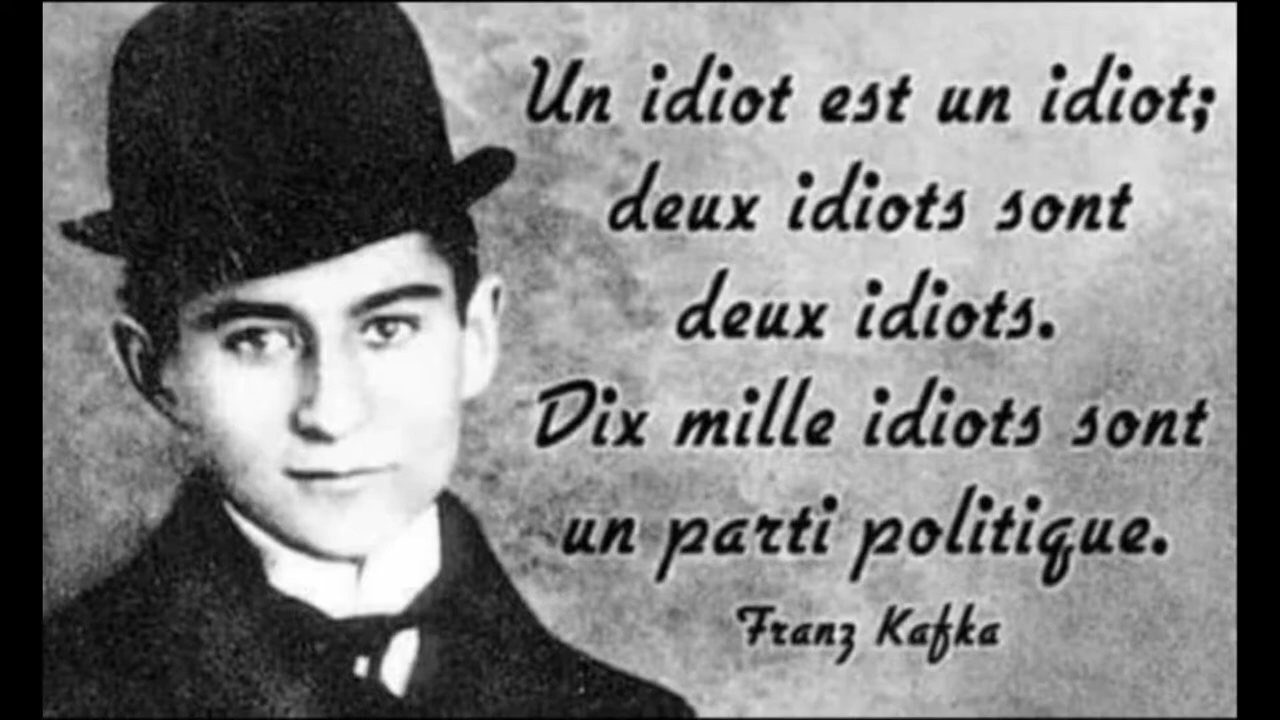 Un idiot est un idiot;
deux idiots sont
deux idiots.
Dix mille idiots sont
un parti politique.
Franz Kafka